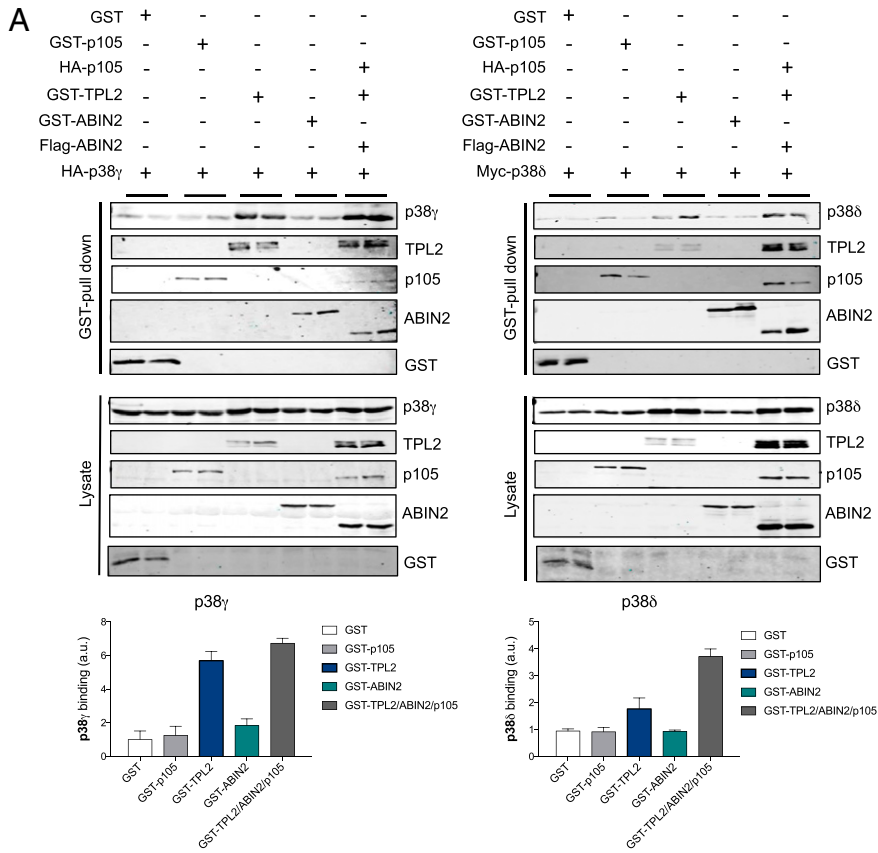 A
GST + - - - -
GST-p105 - + - - -
HA-p105 - - - - +
GST-TPL2 - - + - +
GST-ABIN2 - - - + -
Flag-ABIN2 - - - - +
HA-p38γ + + + + +
GST-pull down
p38γ
TPL2
p105
ABIN2
GST
Lysate
p38γ
TPL2
p105
ABIN2
GST
GST + - - - -
GST-p105 - + - - -
HA-p105 - - - - +
GST-TPL2 - - + - +
GST-ABIN2 - - - + -
Flag-ABIN2 - - - - +
Myc-p38δ + + + + +
GST-pull down
p38δ
TPL2
p105
ABIN2
GST
Lysate
p38δ
TPL2
p105
ABIN2
GST
p38γ
p38γ binding (a.u.)
8
6
4
2
0
GST
GST-p105
GST-TPL2
GST-ABIN2
GST-TPL2/ABIN2/p105
GST
GST-p105
GST-TPL2
GST-ABIN2
GST-TPL2/ABIN2/p105
p38δ
p38δ binding (a.u.)
5
4
3
2
1
0
GST
GST-p105
GST-TPL2
GST-ABIN2
GST-TPL2/ABIN2/p105
GST
GST-p105
GST-TPL2
GST-ABIN2
GST-TPL2/ABIN2/p105